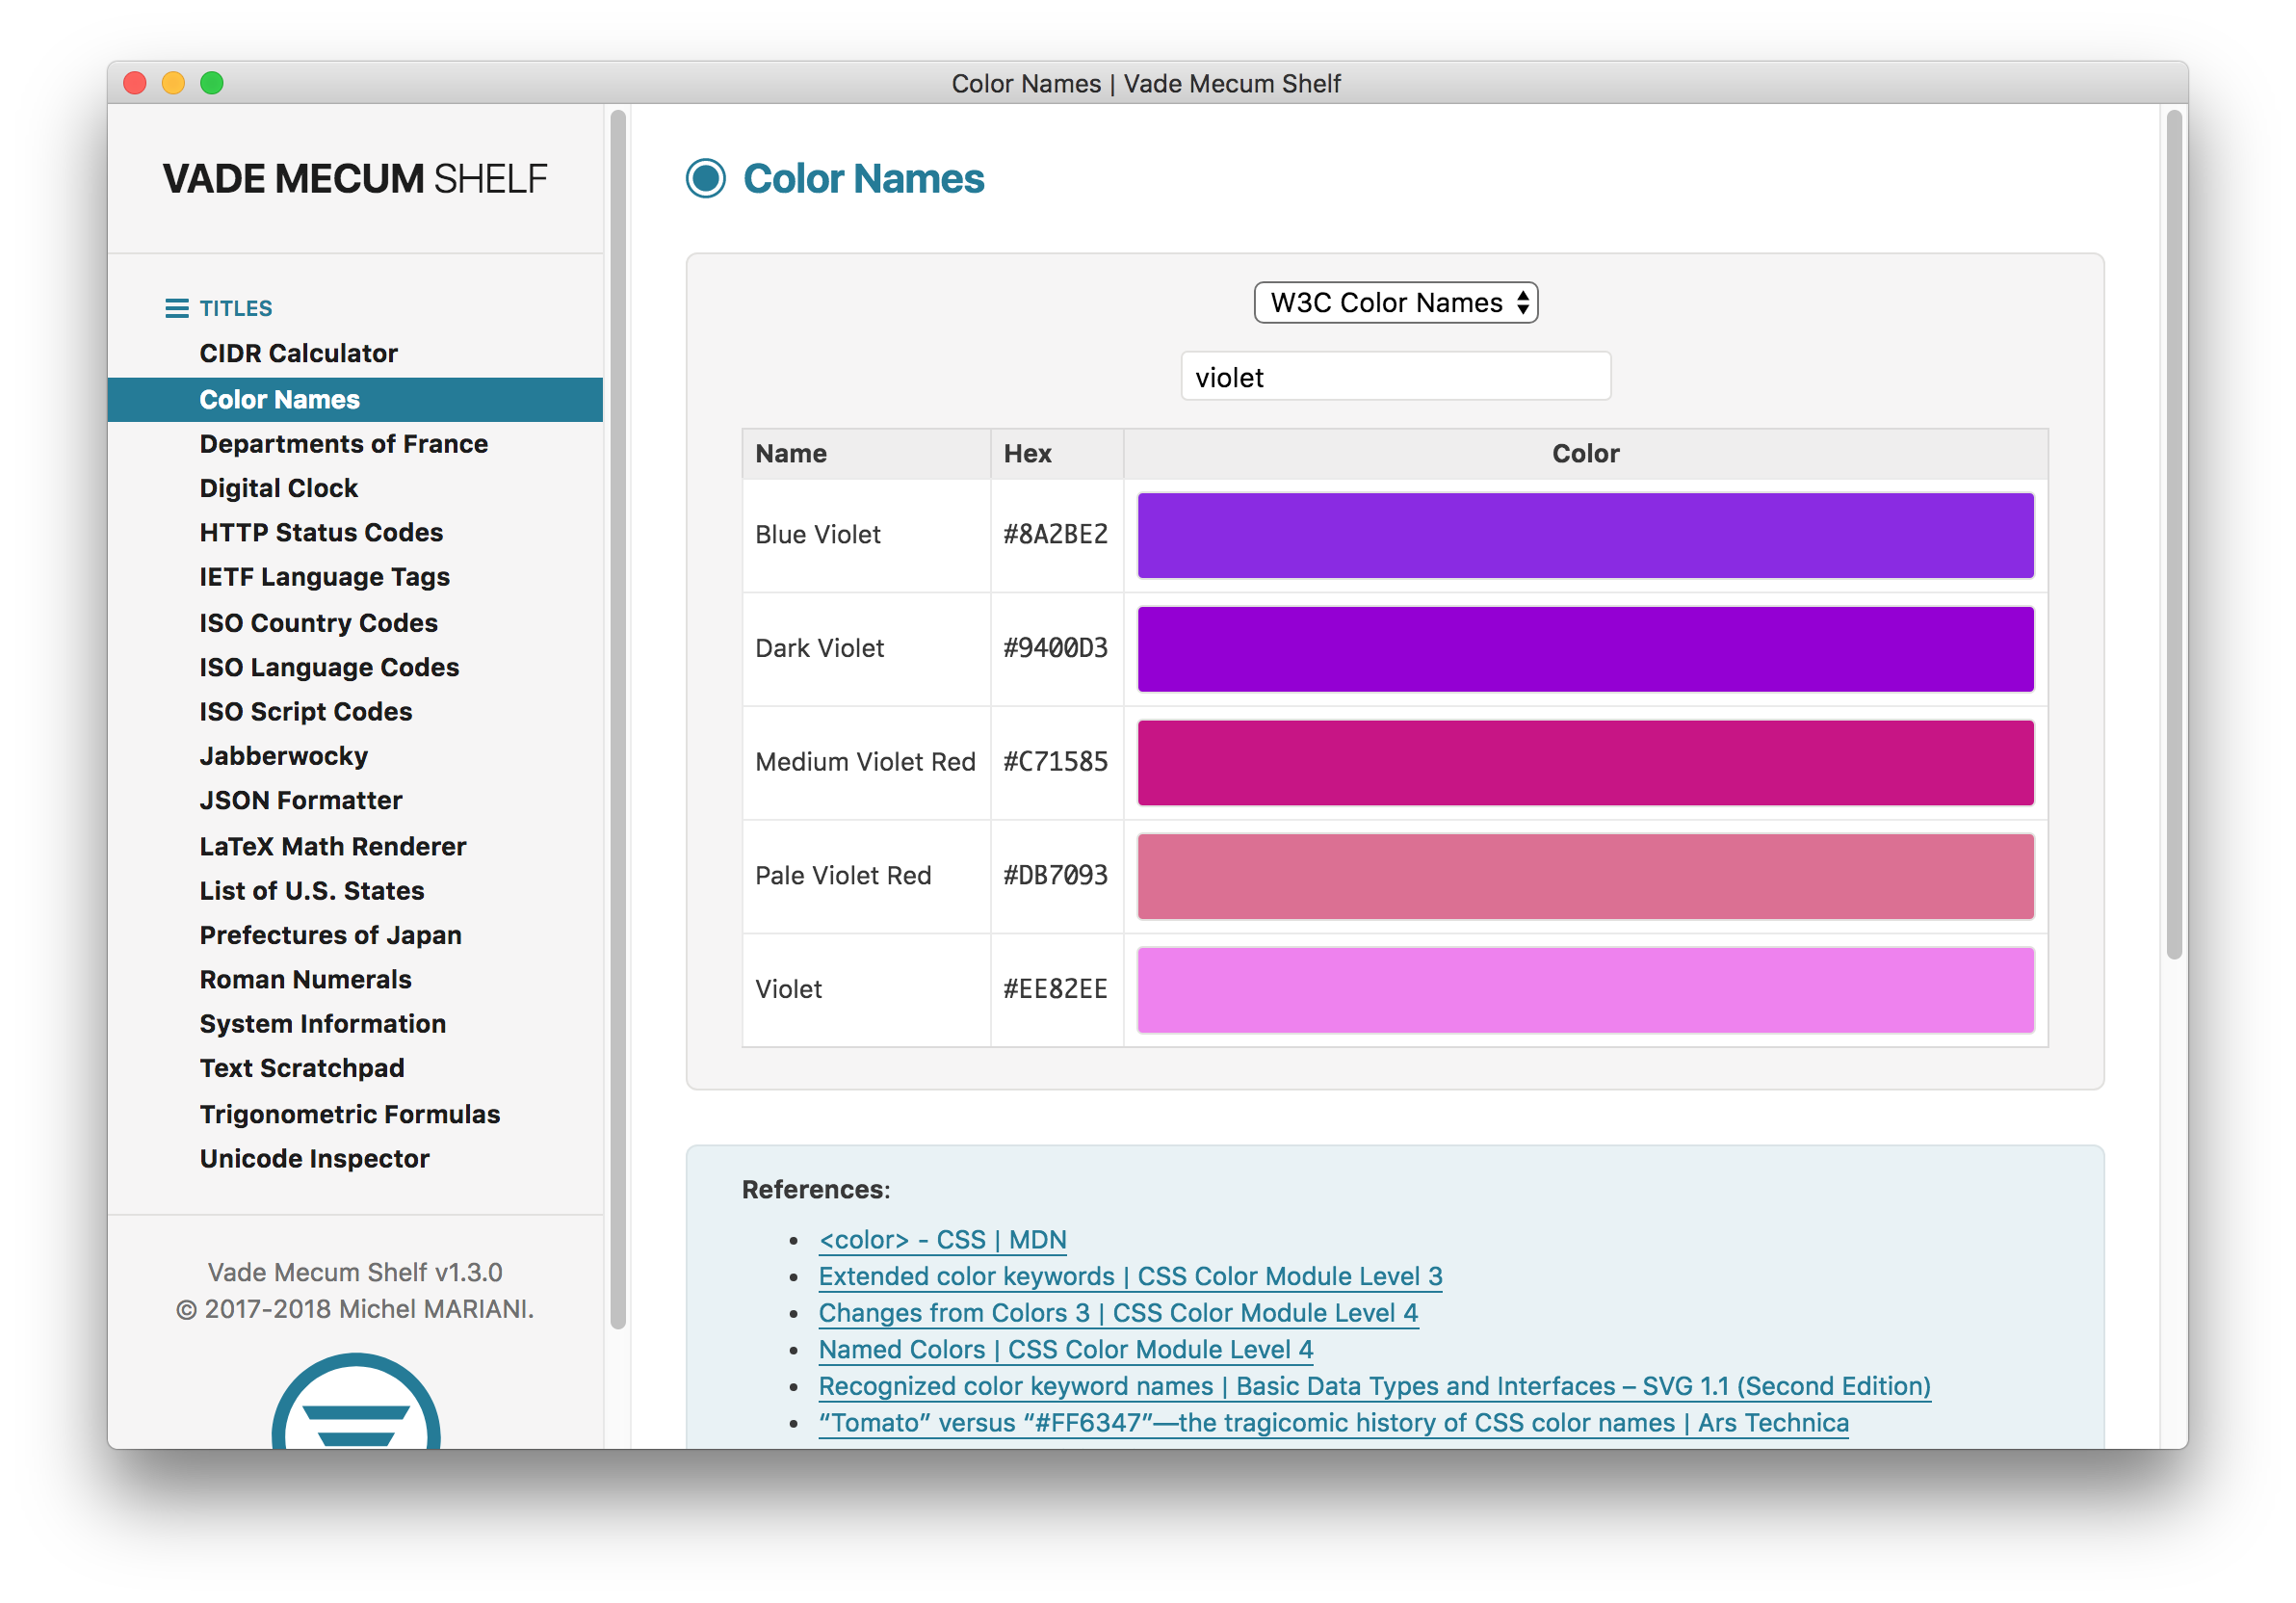 Color Names | Vade Mecum Shelf
VADE MECUM SHELF
TITLES
CIDR Calculator
Color Names
Departments of France
Digital Clock
HTTP Status Codes
IETF Language Tags
ISO Country Codes
ISO Language Codes
ISO Script Codes
Jabberwocky
JSON Formatter
LaTeX Math Renderer
List of U.S. States
Prefectures of Japan
Roman Numerals
System Information
Text Scratchpad
Trigonometric Formulas
Unicode Inspector
Vade Mecum Shelf v1.3.0
© 2017-2018 Michel MARIANI.
Color Names
W3C Color Names
violet
Name Hex Color
Blue Violet #8A2BE2
Dark Violet #9400D3
Medium Violet Red #C71585
Pale Violet Red #DB7093
Violet #EE82EE
References:
• <color> - CSS | MDN
• Extended color keywords | CSS Color Module Level 3
• Changes from Colors 3 | CSS Color Module Level 4
• Named Colors | CSS Color Module Level 4
• Recognized color keyword names | Basic Data Types and Interfaces – SVG 1.1 (Second Edition)
• “Tomato” versus “#FF6347”—the tragicomic history of CSS color names | Ars Technica